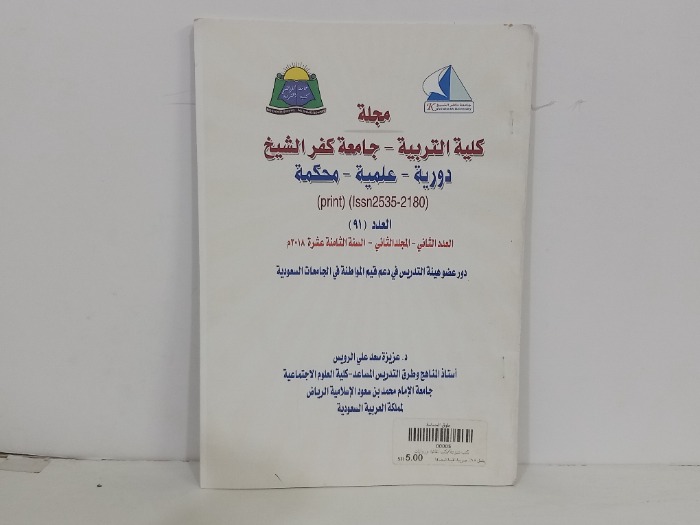 مجلة
كلية التربية - جامعة كفر الشيخ
دورية - علمية - محكمة
(print) (Issn2535-2180)
العدد (٩١)
العدد الثاني - المجلد الثاني - السنة الثامنة عشرة ٢٠١٨م
دور عضو هيئة التدريس في دعم قيم المواطنة في الجامعات السعودية
د. عزيزة سعد علي الرويس
أستاذ المناهج وطرق التدريس المساعد - كلية العلوم الاجتماعية
جامعة الإمام محمد بن سعود الإسلامية الرياض
لمملكة العربية السعودية
5.00